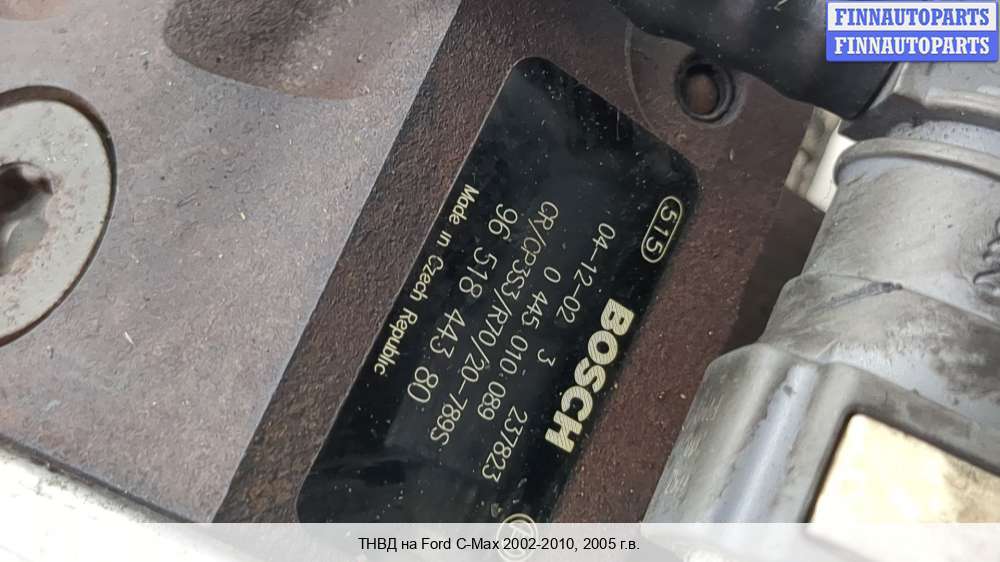 FINNAUTOPARTS
FINNAUTOPARTS
515
BOSCH
04-12-02 3 237823
0 445 010 089
CR/CP3S3/R70/20-789S
96 518 443 80
Made in Czech Republic
ТНВД на Ford C-Max 2002-2010, 2005 г.в.